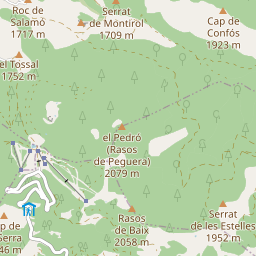 Roc de
Salamó
1717 m
Serrat
de Montirol
1709 m
Cap de
Confós
1923 m
el Tossal
1752 m
el Pedró
(Rasos
de Peguera)
2079 m
Rasos
de Baix
2058 m
Serrat
de les Estelles
1952 m
p de
Serra
46 m